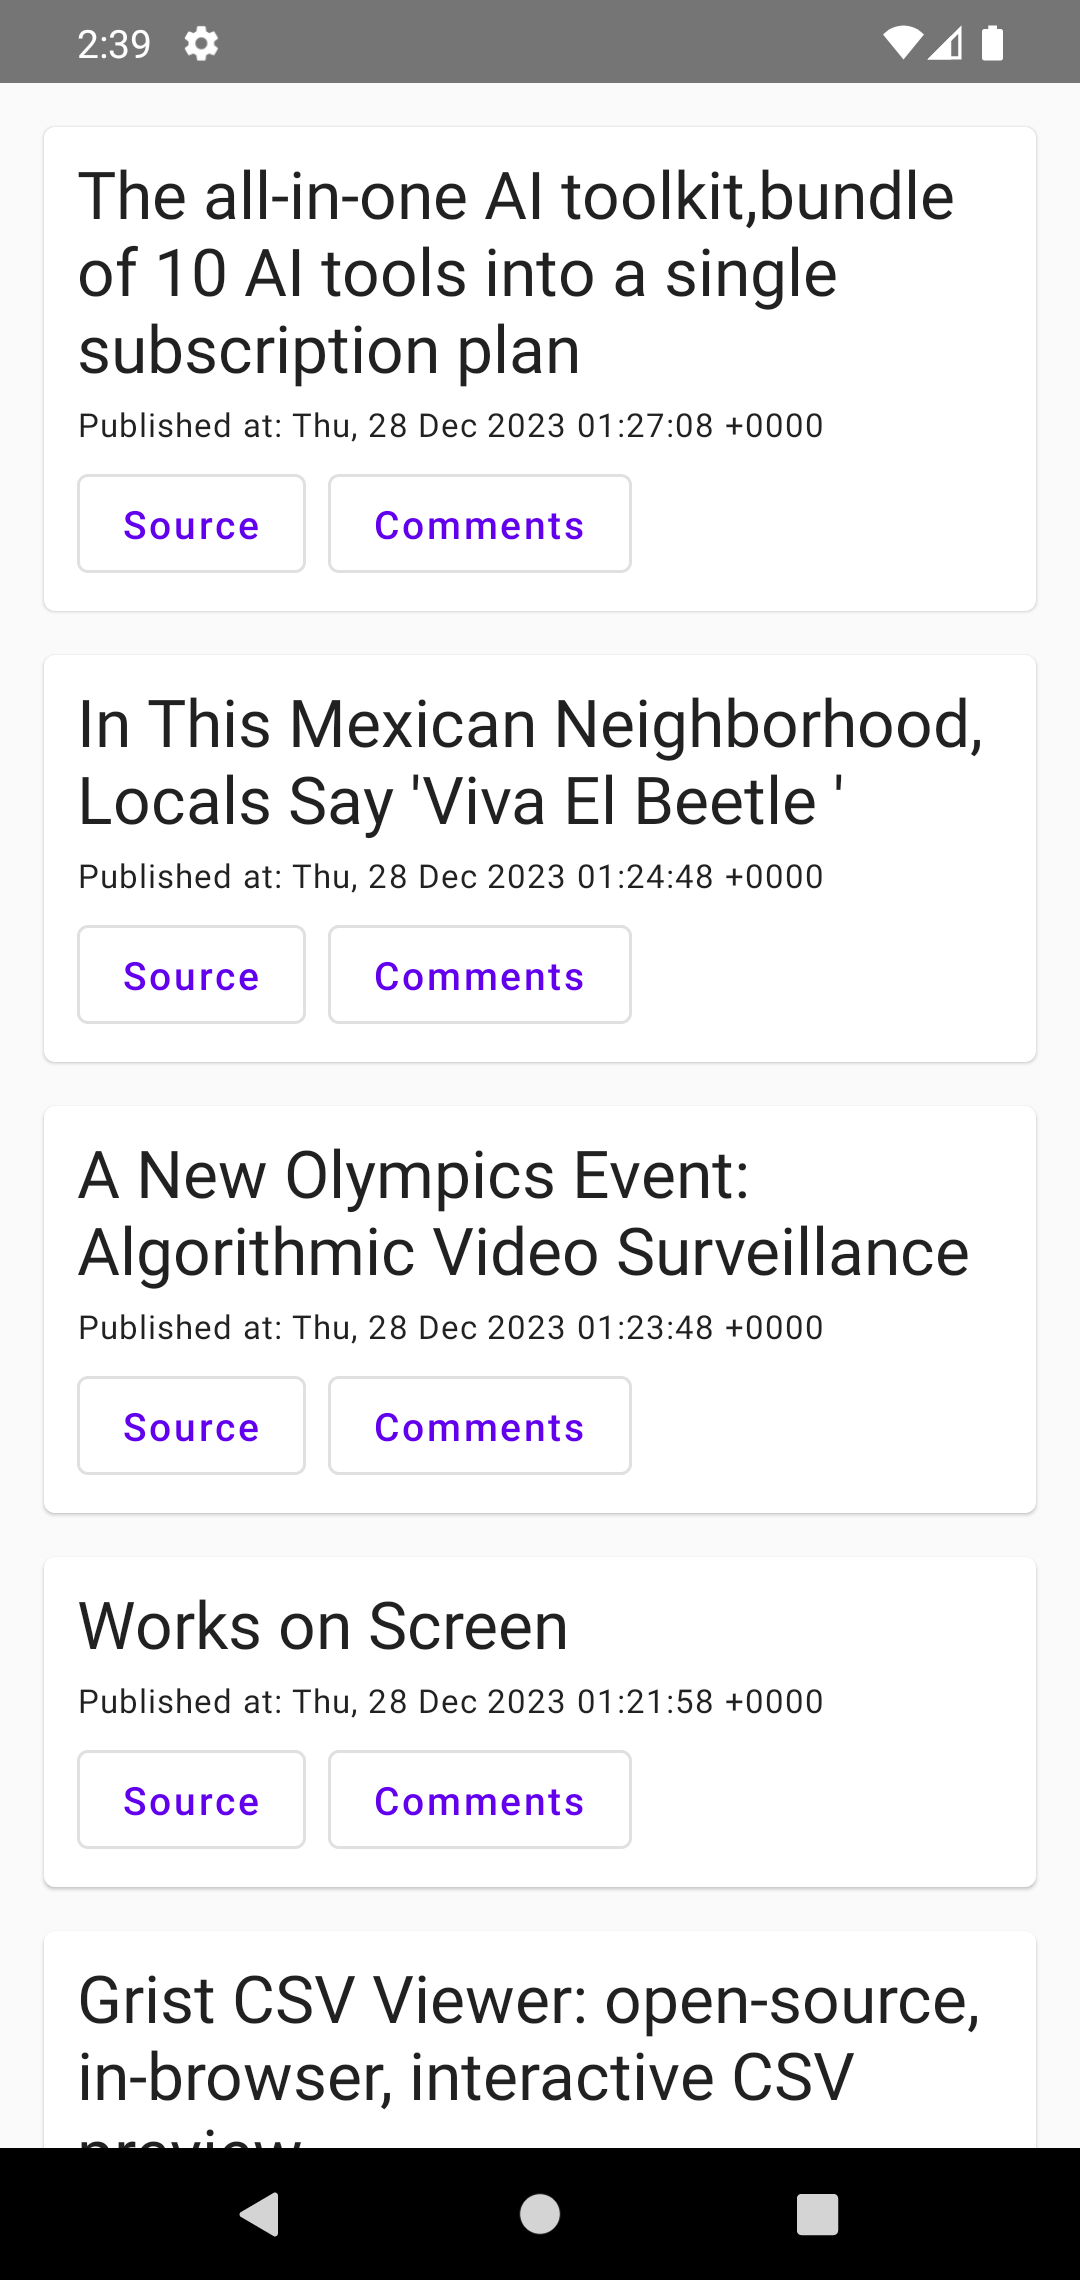 2:39
The all-in-one AI toolkit,bundle
of 10 AI tools into a single
subscription plan
Published at: Thu, 28 Dec 2023 01:27:08 +0000
Source Comments
In This Mexican Neighborhood,
Locals Say 'Viva El Beetle '
Published at: Thu, 28 Dec 2023 01:24:48 +0000
Source Comments
A New Olympics Event:
Algorithmic Video Surveillance
Published at: Thu, 28 Dec 2023 01:23:48 +0000
Source Comments
Works on Screen
Published at: Thu, 28 Dec 2023 01:21:58 +0000
Source Comments
Grist CSV Viewer: open-source,
in-browser, interactive CSV
preview